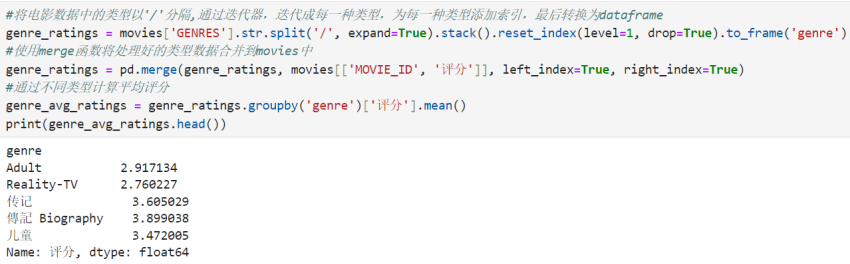 #将电影数据中的类型以'/'分隔,通过迭代器，迭代成每一种类型，为每一种类型添加索引，最后转换为dataframe
genre_ratings = movies['GENRES'].str.split('/', expand=True).stack().reset_index(level=1, drop=True).to_frame('genre')
#使用merge函数将处理好的类型数据合并到movies中
genre_ratings = pd.merge(genre_ratings, movies[['MOVIE_ID', '评分']], left_index=True, right_index=True)
#通过不同类型计算平均评分
genre_avg_ratings = genre_ratings.groupby('genre')['评分'].mean()
print(genre_avg_ratings.head())
genre
Adult 2.917134
Reality-TV 2.760227
传记 3.605029
傳記 Biography 3.899038
儿童 3.472005
Name: 评分, dtype: float64